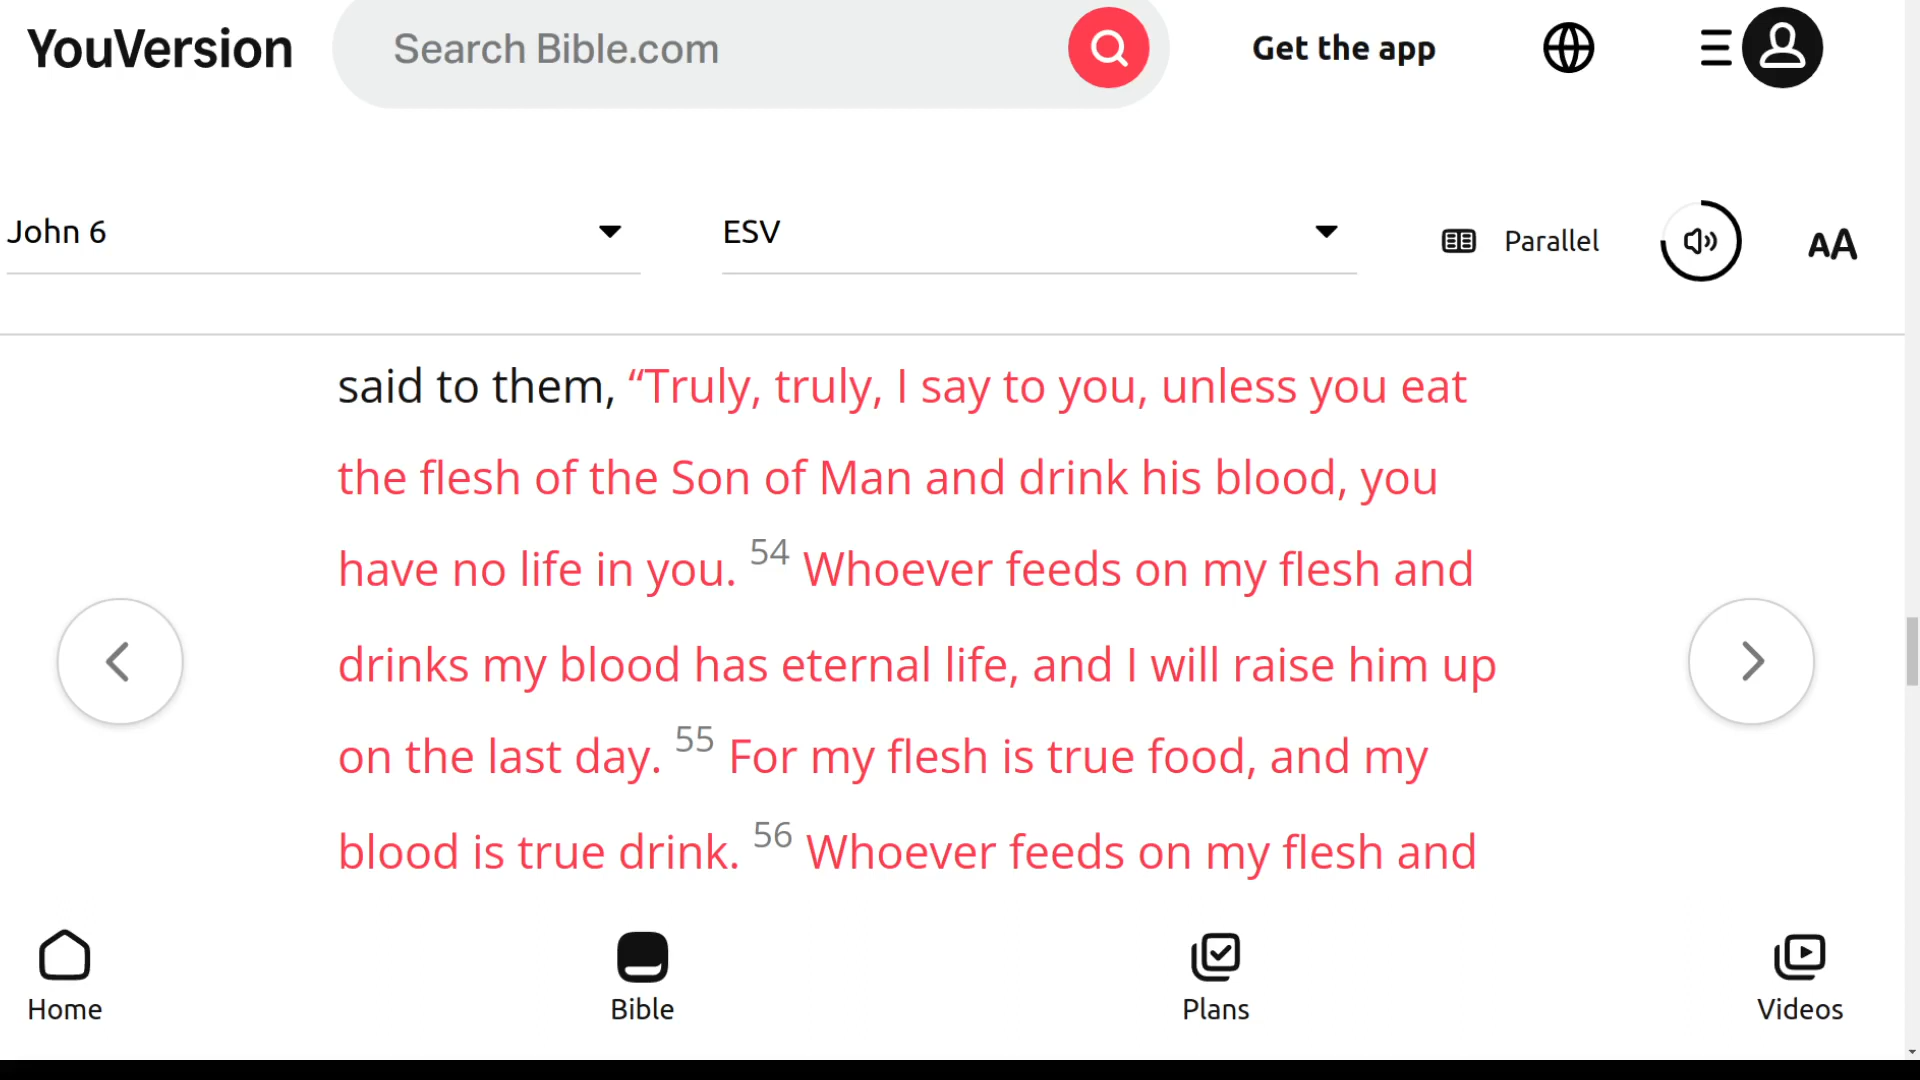 YouVersion
Search Bible.com
Get the app
John 6
ESV
Parallel
AA
said to them, “Truly, truly, I say to you, unless you eat
the flesh of the Son of Man and drink his blood, you
have no life in you. 54 Whoever feeds on my flesh and
drinks my blood has eternal life, and I will raise him up
on the last day. 55 For my flesh is true food, and my
blood is true drink. 56 Whoever feeds on my flesh and
Home
Bible
Plans
Videos